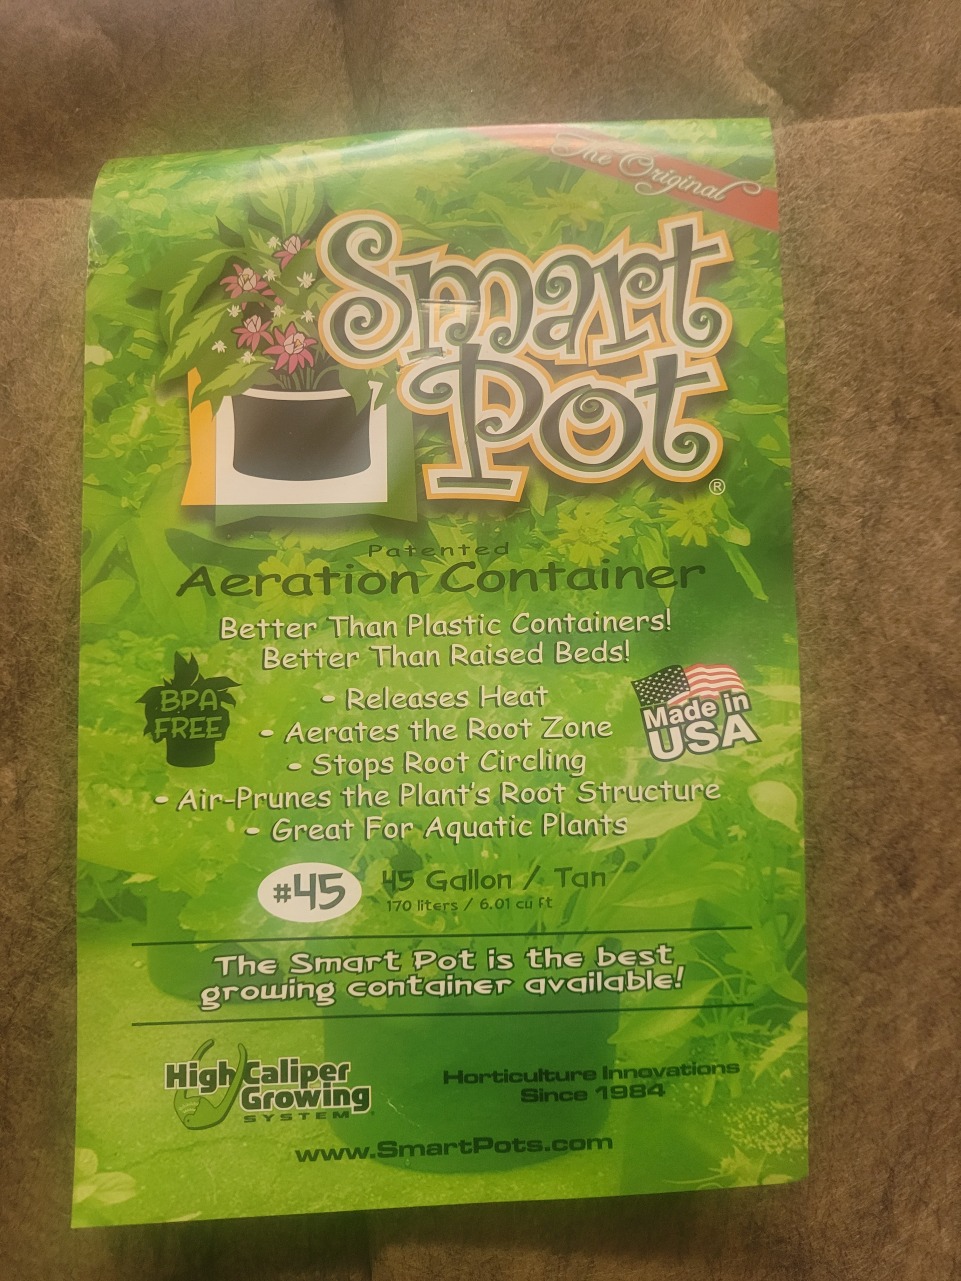 The Original
Smart
Pot®
Patented
Aeration Container
Better Than Plastic Containers!
Better Than Raised Beds!
BPA
FREE
- Releases Heat
- Aerates the Root Zone
- Stops Root Circling
- Air-Prunes the Plant's Root Structure
- Great For Aquatic Plants
Made in
USA
#45
45 Gallon / Tan
170 liters / 6.01 cu ft
The Smart Pot is the best
growing container available!
High Caliper
Growing
SYSTEM
Horticulture Innovations
Since 1984
www.SmartPots.com